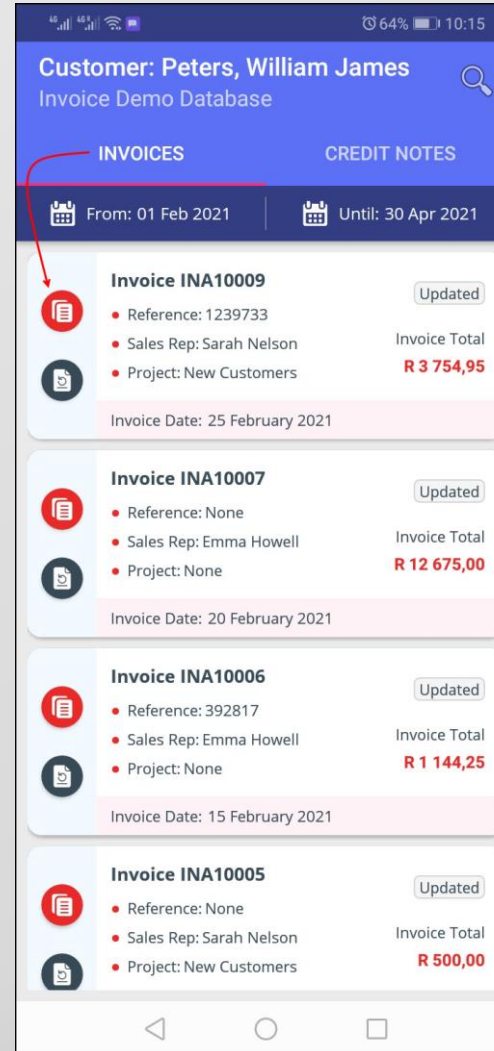 64% 10:15
Customer: Peters, William James
Invoice Demo Database
INVOICES CREDIT NOTES
From: 01 Feb 2021 Until: 30 Apr 2021
Invoice INA10009 Updated
• Reference: 1239733
• Sales Rep: Sarah Nelson Invoice Total
• Project: New Customers R 3 754,95
Invoice Date: 25 February 2021
Invoice INA10007 Updated
• Reference: None
• Sales Rep: Emma Howell Invoice Total
• Project: None R 12 675,00
Invoice Date: 20 February 2021
Invoice INA10006 Updated
• Reference: 392817
• Sales Rep: Emma Howell Invoice Total
• Project: None R 1 144,25
Invoice Date: 15 February 2021
Invoice INA10005 Updated
• Reference: None
• Sales Rep: Sarah Nelson Invoice Total
• Project: New Customers R 500,00